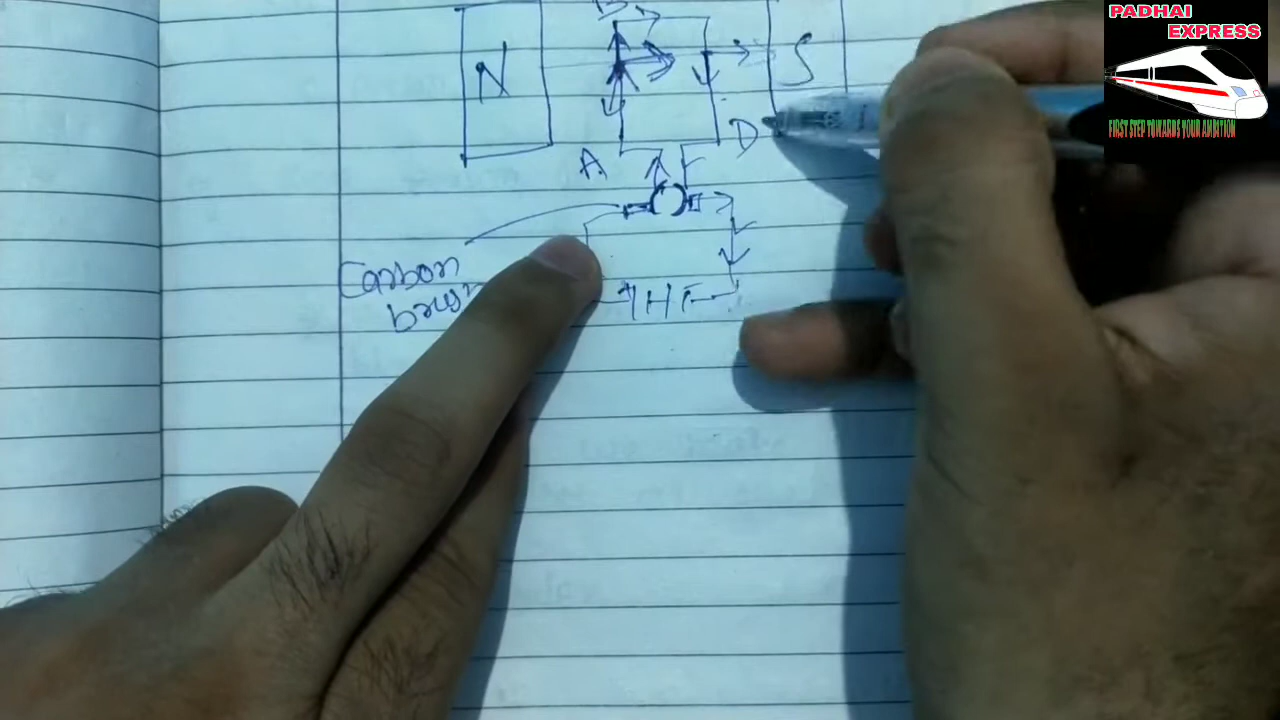 PADHAI
EXPRESS
FIRST STEP TOWARDS YOUR AMBITION
B
N
S
A
D
Carbon
brush